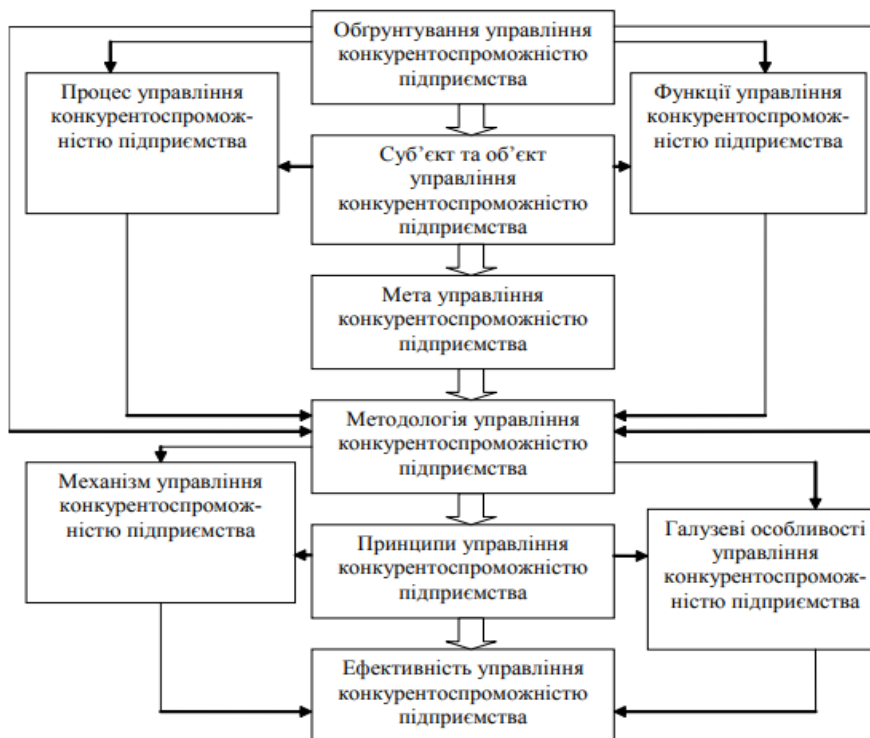 Обґрунтування управління
конкурентоспроможністю
підприємства
Процес управління
конкурентоспромож-
ністю підприємства
Функції управління
конкурентоспромож-
ністю підприємства
Суб’єкт та об’єкт
управління
конкурентоспроможністю
підприємства
Мета управління
конкурентоспроможністю
підприємства
Методологія управління
конкурентоспроможністю
підприємства
Механізм управління
конкурентоспромож-
ністю підприємства
Галузеві особливості
управління
конкурентоспромож-
ністю підприємства
Принципи управління
конкурентоспроможністю
підприємства
Ефективність управління
конкурентоспроможністю
підприємства